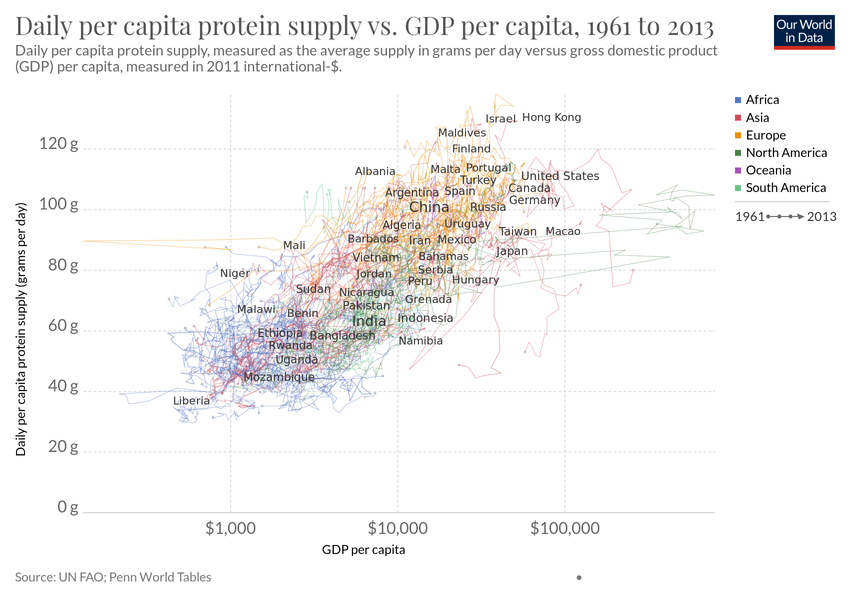 Daily per capita protein supply vs. GDP per capita, 1961 to 2013
Daily per capita protein supply, measured as the average supply in grams per day versus gross domestic product
(GDP) per capita, measured in 2011 international-$.
Our World
in Data
Africa
Asia
Europe
North America
Oceania
South America
1961 2013
Daily per capita protein supply (grams per day)
120 g
100 g
80 g
60 g
40 g
20 g
0 g
Israel
Hong Kong
Maldives
Finland
Albania
Malta
Portugal
United States
Turkey
Canada
Argentina
Spain
Germany
China
Russia
Algeria
Uruguay
Taiwan
Macao
Barbados
Iran
Mexico
Mali
Japan
Vietnam
Bahamas
Niger
Jordan
Serbia
Peru
Hungary
Sudan
Nicaragua
Grenada
Malawi
Benin
Pakistan
India
Indonesia
Ethiopia
Bangladesh
Namibia
Rwanda
Uganda
Mozambique
Liberia
$1,000
$10,000
$100,000
GDP per capita
Source: UN FAO; Penn World Tables